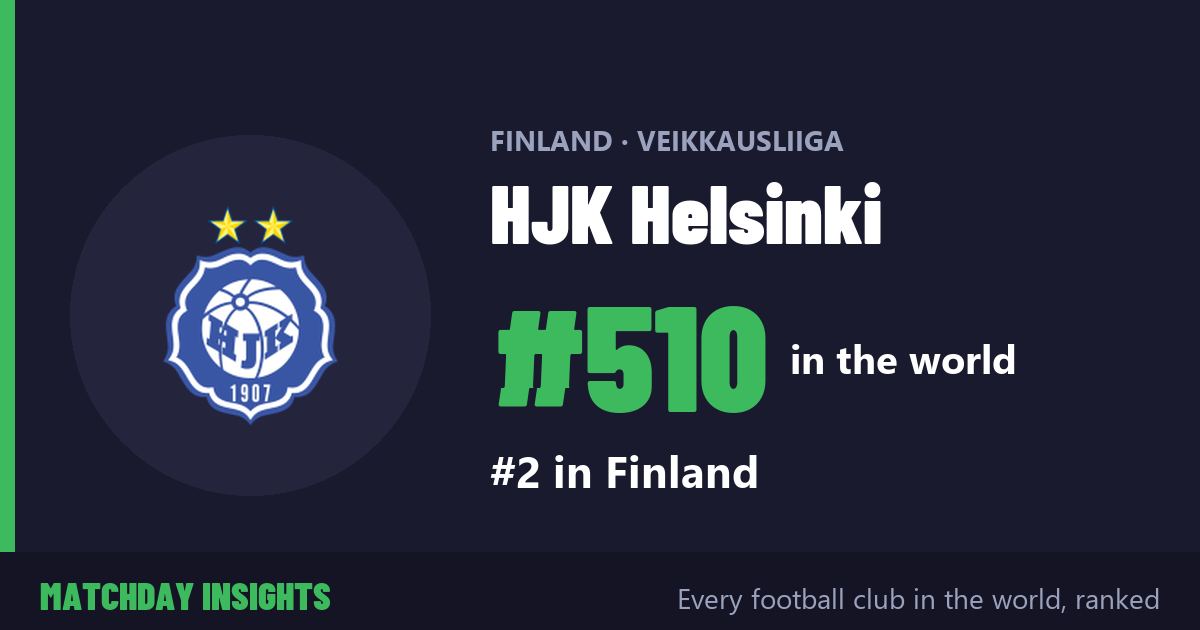 FINLAND · VEIKKAUSLIIGA
HJK Helsinki
#510 in the world
#2 in Finland
HJK
1907
MATCHDAY INSIGHTS
Every football club in the world, ranked